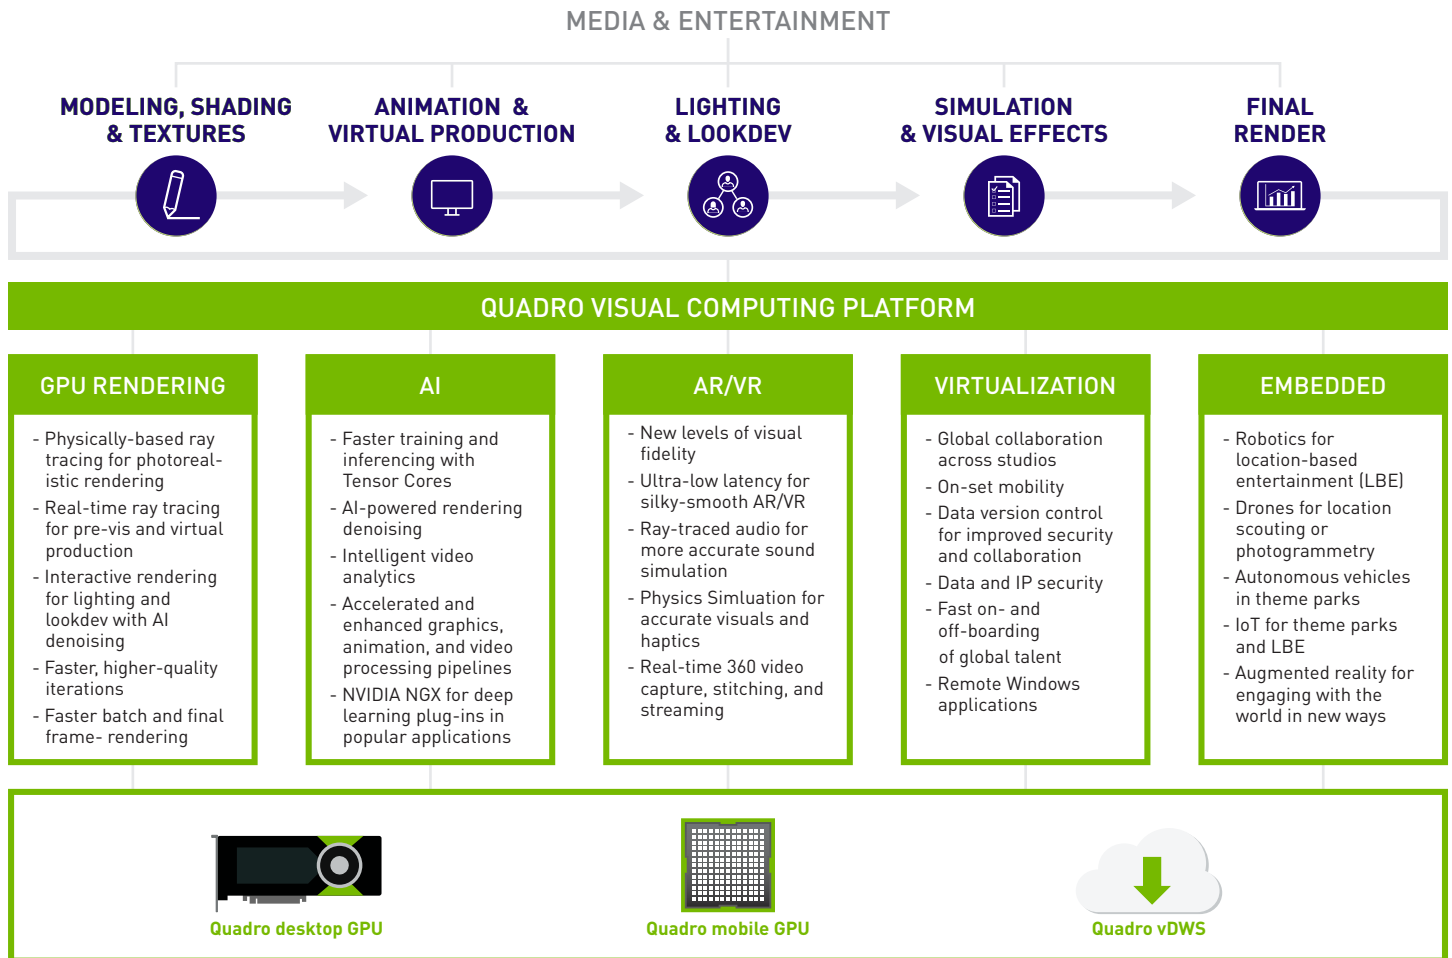 MEDIA & ENTERTAINMENT
MODELING, SHADING
& TEXTURES
ANIMATION &
VIRTUAL PRODUCTION
LIGHTING
& LOOKDEV
SIMULATION
& VISUAL EFFECTS
FINAL
RENDER
QUADRO VISUAL COMPUTING PLATFORM
GPU RENDERING
- Physically-based ray
tracing for photoreal-
istic rendering
- Real-time ray tracing
for pre-vis and virtual
production
- Interactive rendering
for lighting and
lookdev with AI
denoising
- Faster, higher-quality
iterations
- Faster batch and final
frame- rendering
AI
- Faster training and
inferencing with
Tensor Cores
- AI-powered rendering
denoising
- Intelligent video
analytics
- Accelerated and
enhanced graphics,
animation, and video
processing pipelines
- NVIDIA NGX for deep
learning plug-ins in
popular applications
AR/VR
- New levels of visual
fidelity
- Ultra-low latency for
silky-smooth AR/VR
- Ray-traced audio for
more accurate sound
simulation
- Physics Simluation for
accurate visuals and
haptics
- Real-time 360 video
capture, stitching, and
streaming
VIRTUALIZATION
- Global collaboration
across studios
- On-set mobility
- Data version control
for improved security
and collaboration
- Data and IP security
- Fast on- and
off-boarding
of global talent
- Remote Windows
applications
EMBEDDED
- Robotics for
location-based
entertainment (LBE)
- Drones for location
scouting or
photogrammetry
- Autonomous vehicles
in theme parks
- IoT for theme parks
and LBE
- Augmented reality for
engaging with the
world in new ways
Quadro desktop GPU
Quadro mobile GPU
Quadro vDWS